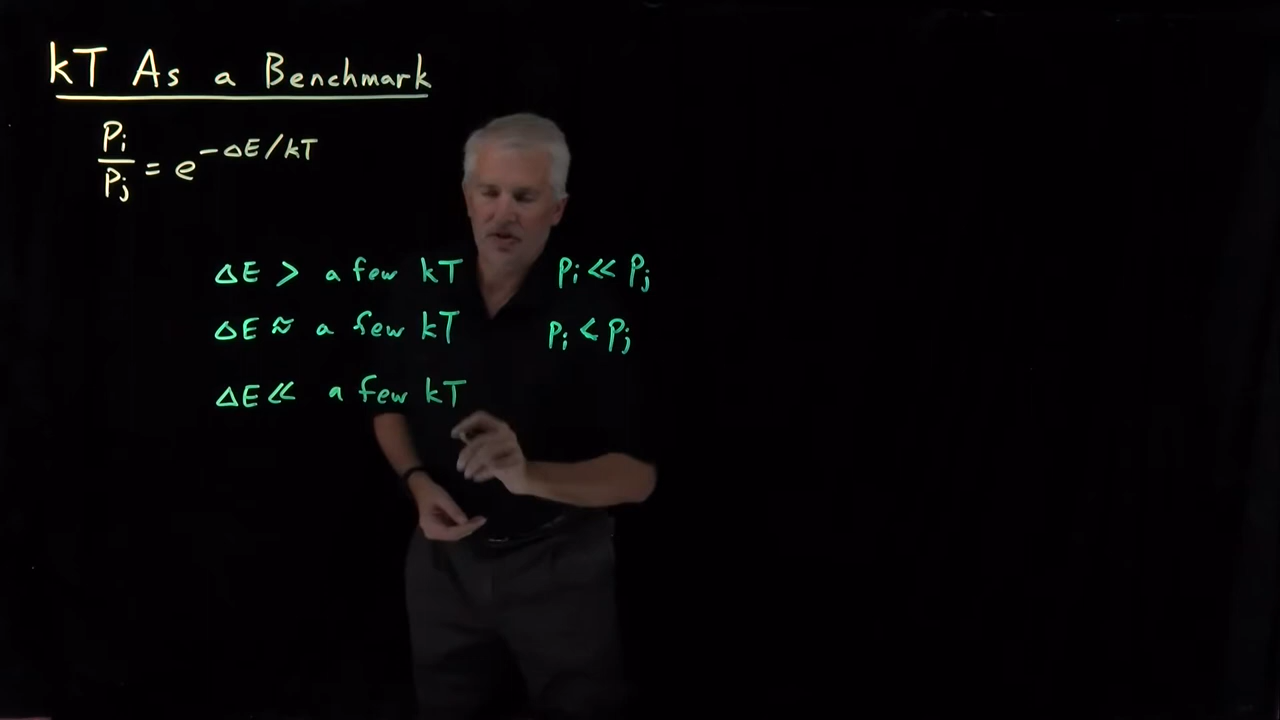 kT As a Benchmark
Pi/Pj = e^(-ΔE/kT)
ΔE > a few kT Pi << Pj
ΔE ≈ a few kT Pi < Pj
ΔE << a few kT